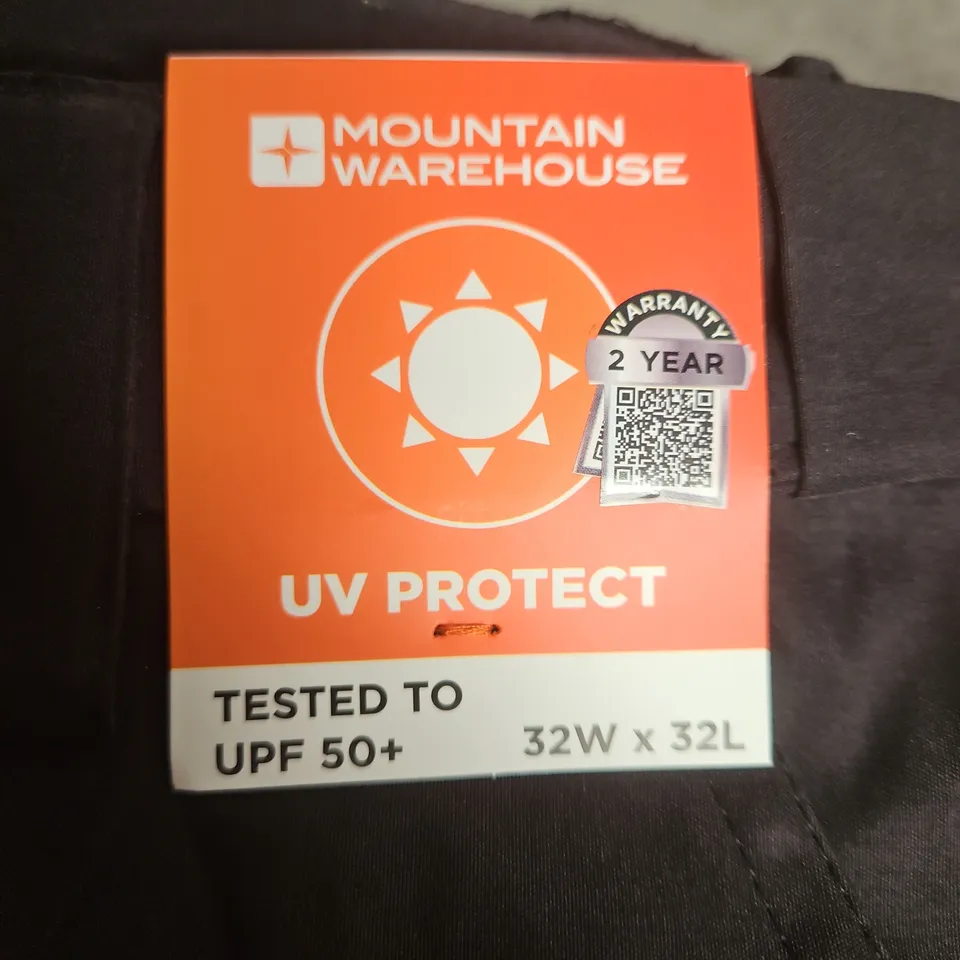 MOUNTAIN
WAREHOUSE
WARRANTY
2 YEAR
UV PROTECT
TESTED TO
UPF 50+
32W x 32L